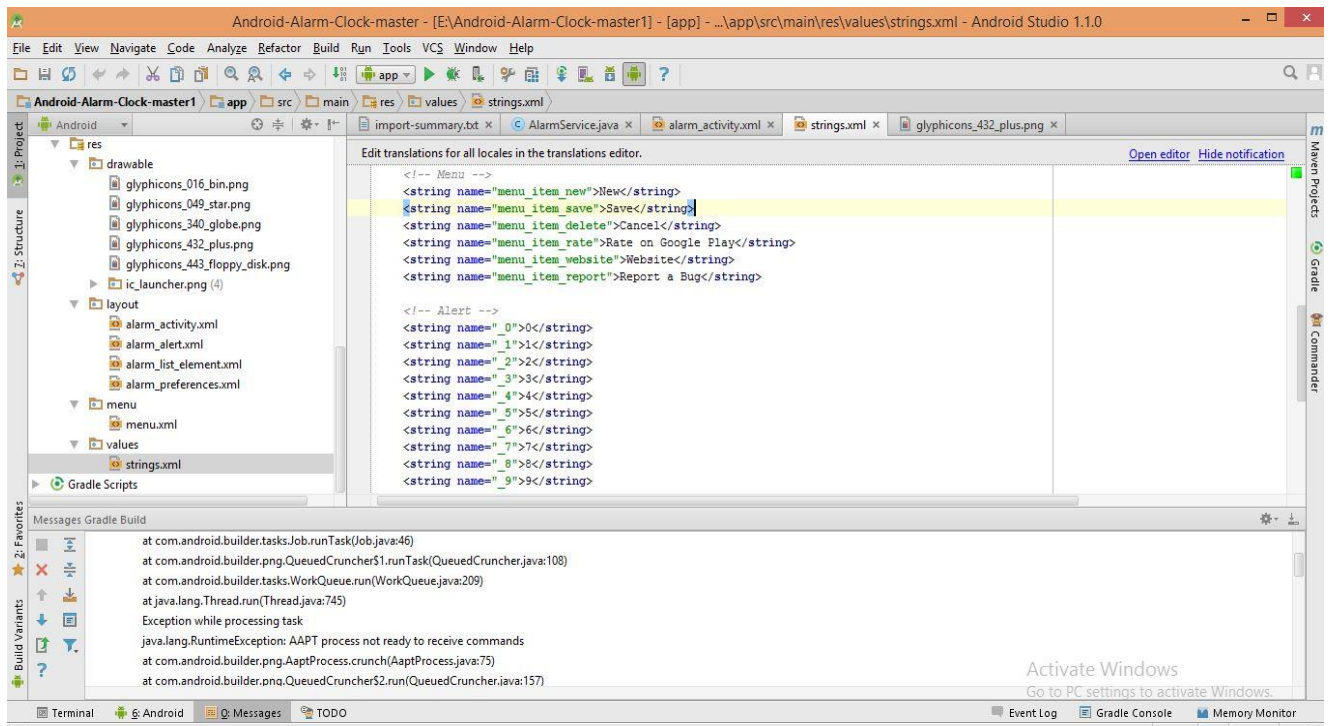 Android-Alarm-Clock-master - [E:\Android-Alarm-Clock-master1] - [app] - ...\app\src\main\res\values\strings.xml - Android Studio 1.1.0
File Edit View Navigate Code Analyze Refactor Build Run Tools VCS Window Help
app
Android-Alarm-Clock-master1 app src main res values strings.xml
1: Project
7: Structure
2: Favorites
Build Variants
Android
res
drawable
glyphicons_016_bin.png
glyphicons_049_star.png
glyphicons_340_globe.png
glyphicons_432_plus.png
glyphicons_443_floppy_disk.png
ic_launcher.png (4)
layout
alarm_activity.xml
alarm_alert.xml
alarm_list_element.xml
alarm_preferences.xml
menu
menu.xml
values
strings.xml
Gradle Scripts
import-summary.txt AlarmService.java alarm_activity.xml strings.xml glyphicons_432_plus.png
Edit translations for all locales in the translations editor. Open editor Hide notification
<!-- Menu -->
<string name="menu_item_new">New</string>
<string name="menu_item_save">Save</string>
<string name="menu_item_delete">Cancel</string>
<string name="menu_item_rate">Rate on Google Play</string>
<string name="menu_item_website">Website</string>
<string name="menu_item_report">Report a Bug</string>
<!-- Alert -->
<string name="_0">0</string>
<string name="_1">1</string>
<string name="_2">2</string>
<string name="_3">3</string>
<string name="_4">4</string>
<string name="_5">5</string>
<string name="_6">6</string>
<string name="_7">7</string>
<string name="_8">8</string>
<string name="_9">9</string>
m Maven Projects
Gradle
Commander
Messages Gradle Build
at com.android.builder.tasks.Job.runTask(Job.java:46)
at com.android.builder.png.QueuedCruncher$1.runTask(QueuedCruncher.java:108)
at com.android.builder.tasks.WorkQueue.run(WorkQueue.java:209)
at java.lang.Thread.run(Thread.java:745)
Exception while processing task
java.lang.RuntimeException: AAPT process not ready to receive commands
at com.android.builder.png.AaptProcess.crunch(AaptProcess.java:75)
at com.android.builder.png.QueuedCruncher$2.run(QueuedCruncher.java:157)
Activate Windows
Go to PC settings to activate Windows.
Terminal 6: Android 0: Messages TODO Event Log Gradle Console Memory Monitor